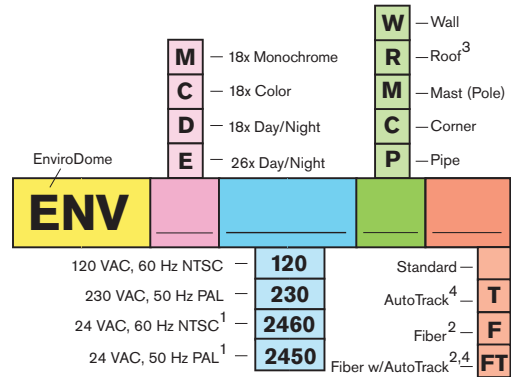 W — Wall
R — Roof³
M — Mast (Pole)
C — Corner
P — Pipe
M — 18x Monochrome
C — 18x Color
D — 18x Day/Night
E — 26x Day/Night
EnviroDome
ENV
120 VAC, 60 Hz NTSC — 120
230 VAC, 50 Hz PAL — 230
24 VAC, 60 Hz NTSC¹ — 2460
24 VAC, 50 Hz PAL¹ — 2450
Standard —
AutoTrack⁴ — T
Fiber² — F
Fiber w/AutoTrack²,⁴ — FT